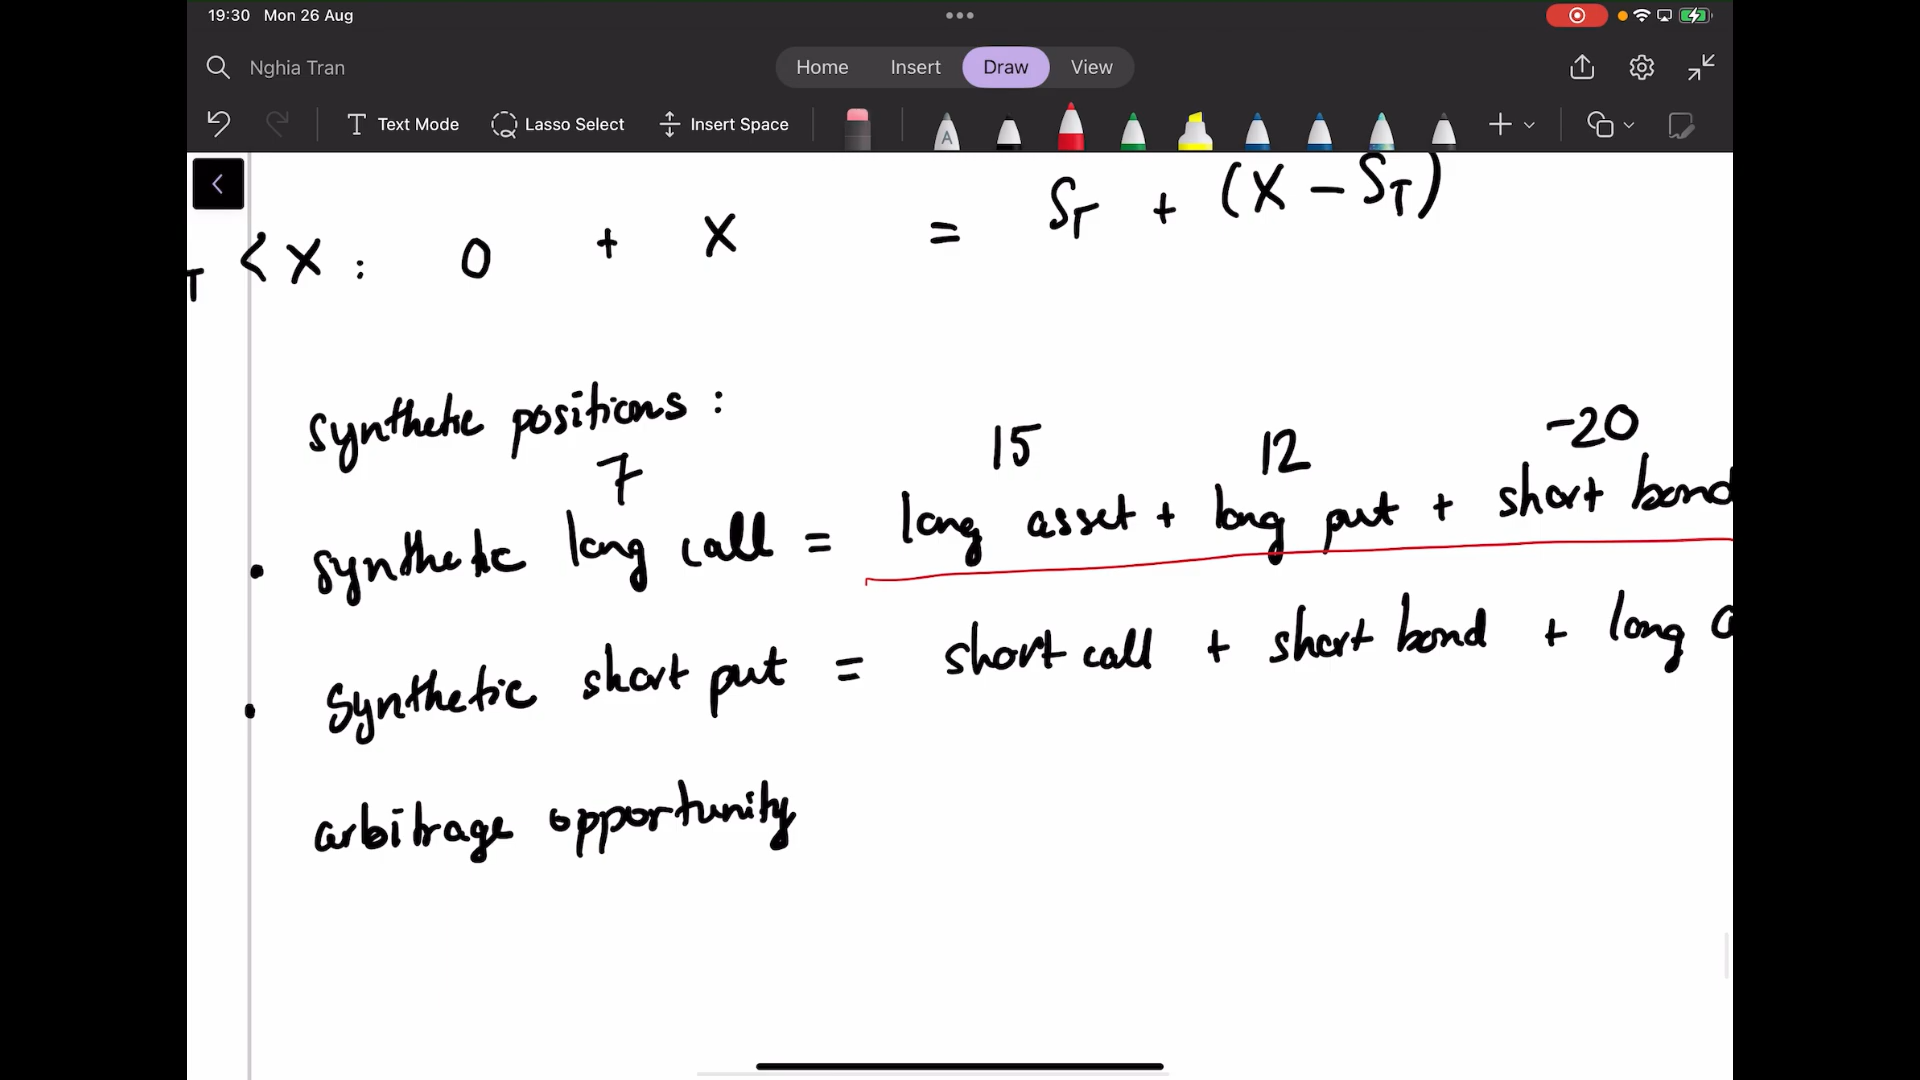 19:30 Mon 26 Aug
Nghia Tran Home Insert Draw View
Text Mode Lasso Select Insert Space A
S_T + (X - S_T)
T < X : 0 + X =
synthetic positions :
7 15 12 -20
• synthetic long call = long asset + long put + short bond
• synthetic short put = short call + short bond + long
arbitrage opportunity